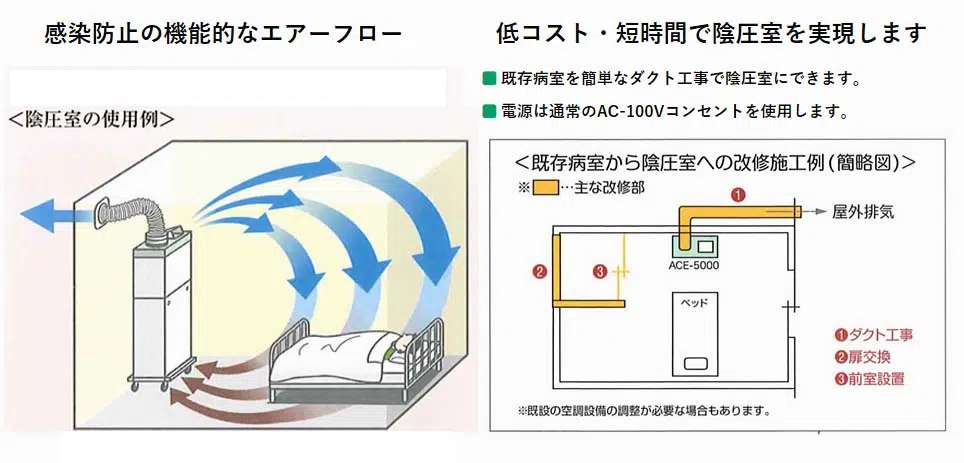 感染防止の機能的なエアーフロー
<陰圧室の使用例>
低コスト・短時間で陰圧室を実現します
既存病室を簡単なダクト工事で陰圧室にできます。
電源は通常のAC-100Vコンセントを使用します。
<既存病室から陰圧室への改修施工例(簡略図)>
※ …主な改修部
1
屋外排気
ACE-5000
2
3
ベッド
1ダクト工事
2扉交換
3前室設置
※既設の空調設備の調整が必要な場合もあります。